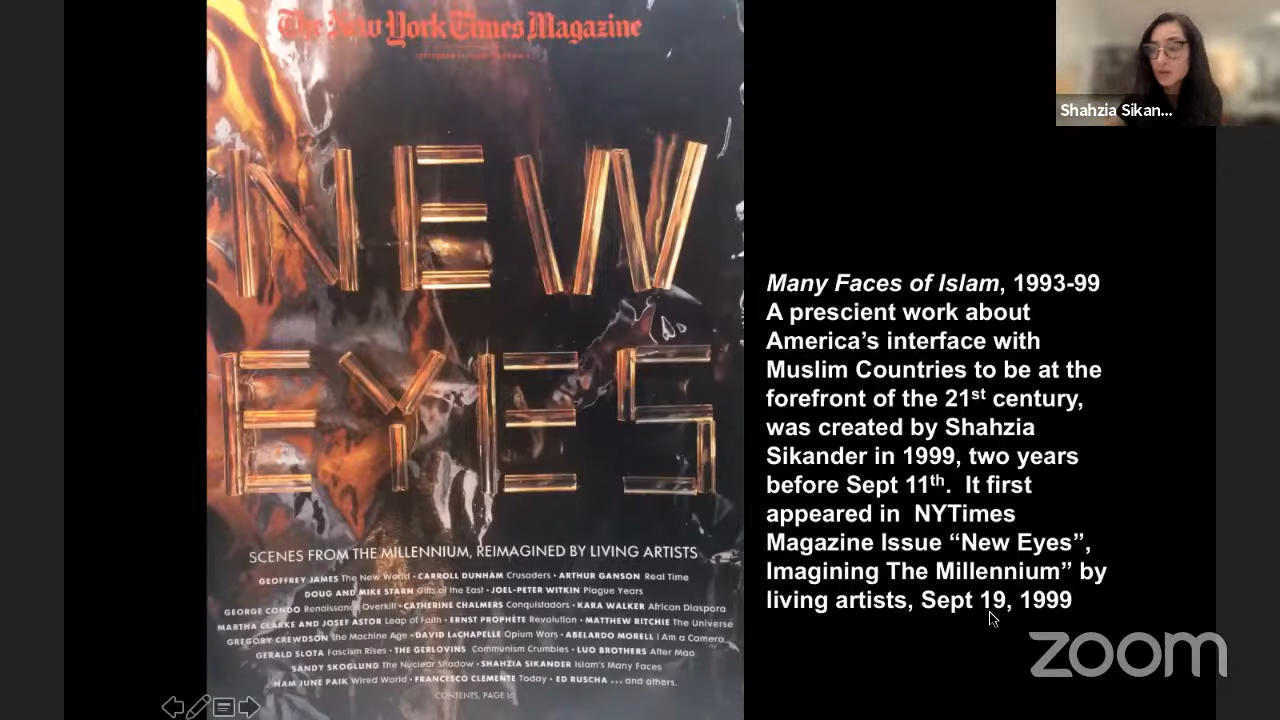 The New York Times Magazine
NEW
EYES
SCENES FROM THE MILLENNIUM, REIMAGINED BY LIVING ARTISTS
GEOFFREY JAMES The New World • CARROLL DUNHAM Crusaders • ARTHUR GANSON Real Time
DOUG AND MIKE STARN Gifts of the East • JOEL-PETER WITKIN Plague Years
GEORGE CONDO Renaissance Overkill • CATHERINE CHALMERS Conquistadors • KARA WALKER African Diaspora
MARTHA CLARKE AND JOSEF ASTOR Leap of Faith • ERNST PROPHÈTE Revolution • MATTHEW RITCHIE The Universe
GREGORY CREWDSON the Machine Age • DAVID LaCHAPELLE Opium Wars • ABELARDO MORELL I Am a Camera
GERALD SLOTA Fascism Rises • THE GERLOVINS Communism Crumbles • LUO BROTHERS After Mao
SANDY SKOGLUND The Nuclear Shadow • SHAHZIA SIKANDER Islam's Many Faces
NAM JUNE PAIK Wired World • FRANCESCO CLEMENTE Today • ED RUSCHA ... and others.
CONTENTS, PAGE 16
Shahzia Sikan...
Many Faces of Islam, 1993-99
A prescient work about
America's interface with
Muslim Countries to be at the
forefront of the 21st century,
was created by Shahzia
Sikander in 1999, two years
before Sept 11th.  It first
appeared in  NYTimes
Magazine Issue “New Eyes”,
Imagining The Millennium” by
living artists, Sept 19, 1999
zoom